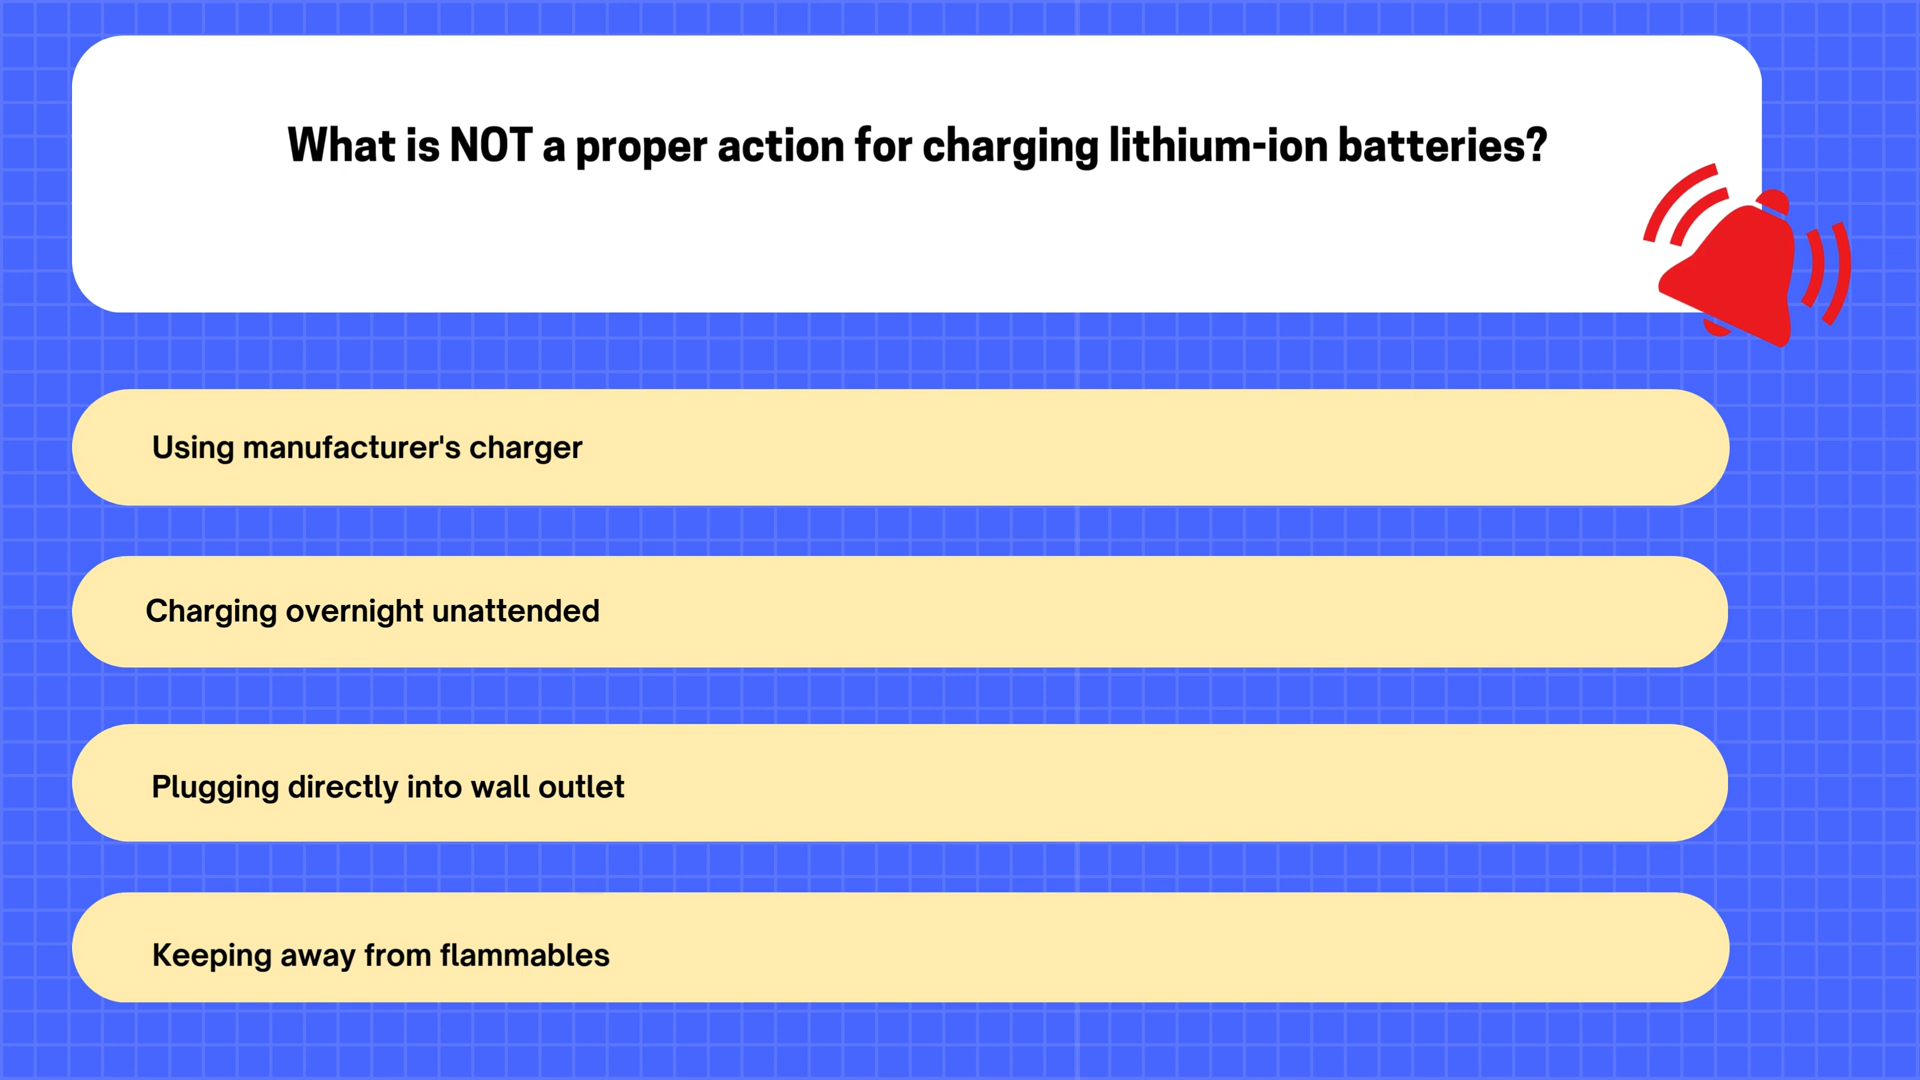 What is NOT a proper action for charging lithium-ion batteries?
Using manufacturer's charger
Charging overnight unattended
Plugging directly into wall outlet
Keeping away from flammables